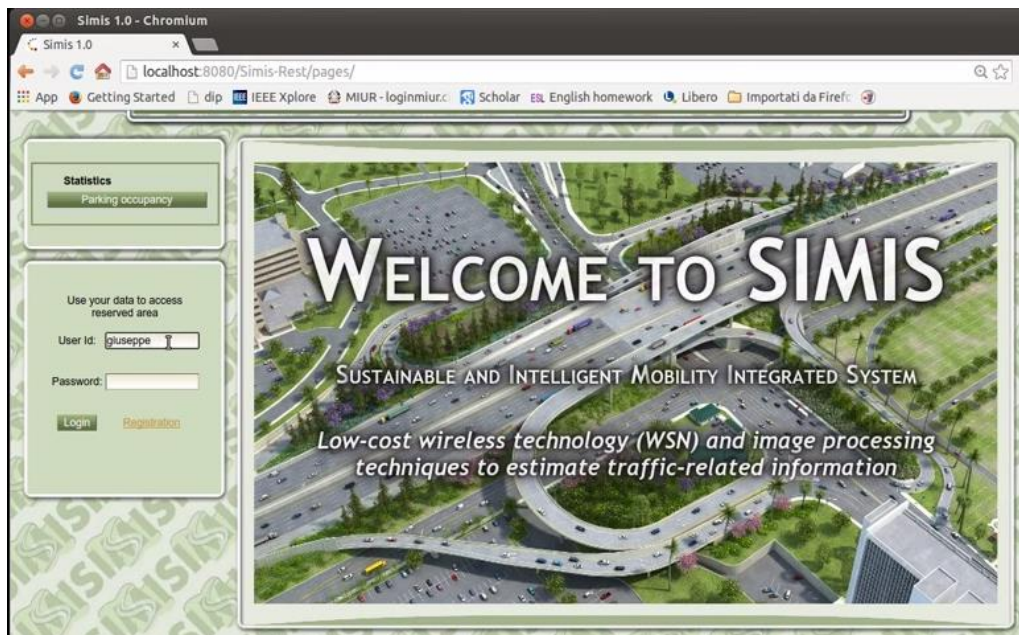 Simis 1.0 - Chromium
Simis 1.0
localhost:8080/Simis-Rest/pages/
App Getting Started dip IEEE Xplore MIUR - loginmiur.c Scholar ESL English homework Libero Importati da Firefo
Statistics
Parking occupancy
Use your data to access
reserved area
User Id: giuseppe
Password:
Login Registration
WELCOME TO SIMIS
SUSTAINABLE AND INTELLIGENT MOBILITY INTEGRATED SYSTEM
Low-cost wireless technology (WSN) and image processing
techniques to estimate traffic-related information